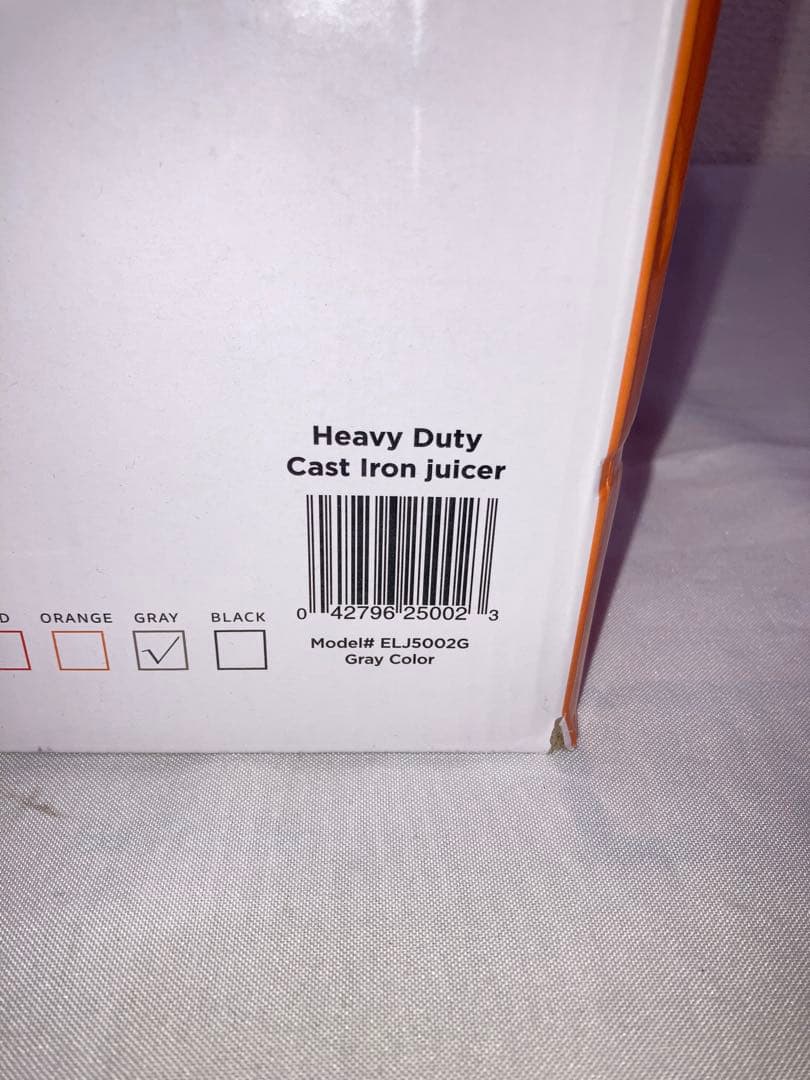 Heavy Duty
Cast Iron juicer
0 42796 25002 3
D ORANGE GRAY BLACK
Model# ELJ5002G
Gray Color